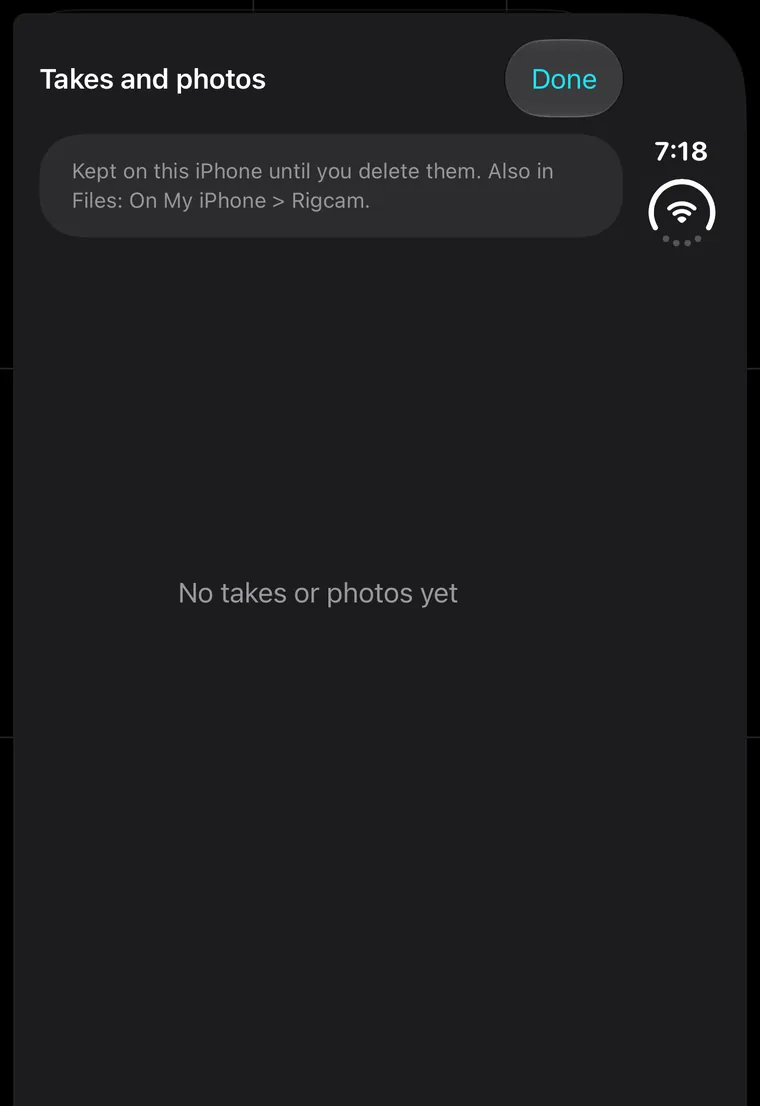 Takes and photos
Done
7:18
Kept on this iPhone until you delete them. Also in
Files: On My iPhone > Rigcam.
No takes or photos yet